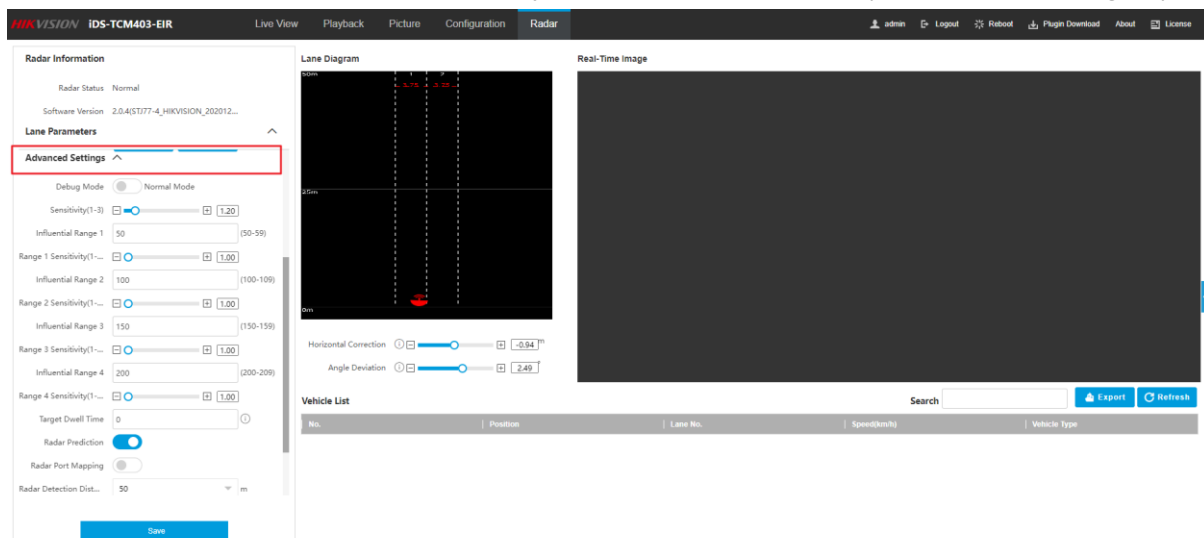 HIKVISION iDS-TCM403-EIR Live View Playback Picture Configuration Radar admin Logout Reboot Plugin Download About License
Radar Information
Radar Status Normal
Software Version 2.0.4(STJ77-4_HIKVISION_202012...
Lane Parameters
Advanced Settings
Debug Mode Normal Mode
Sensitivity(1-3) 1.20
Influential Range 1 50 (50-59)
Range 1 Sensitivity(1-... 1.00
Influential Range 2 100 (100-109)
Range 2 Sensitivity(1-... 1.00
Influential Range 3 150 (150-159)
Range 3 Sensitivity(1-... 1.00
Influential Range 4 200 (200-209)
Range 4 Sensitivity(1-... 1.00
Target Dwell Time 0
Radar Prediction
Radar Port Mapping
Radar Detection Dist... 50 m
Save
Lane Diagram
50m 1 2
25m
0m
Horizontal Correction -0.94 m
Angle Deviation 2.49 °
Real-Time Image
Vehicle List Search Export Refresh
No. Position Lane No. Speed(km/h) Vehicle Type